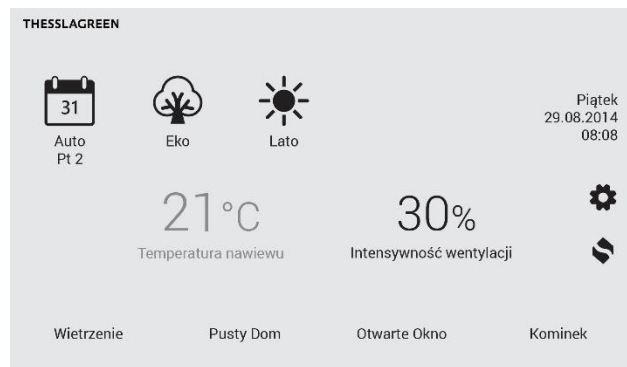 THESSLAGREEN
31
Auto
Pt 2
Eko
Lato
Piątek
29.08.2014
08:08
21°C
Temperatura nawiewu
30%
Intensywność wentylacji
Wietrzenie
Pusty Dom
Otwarte Okno
Kominek